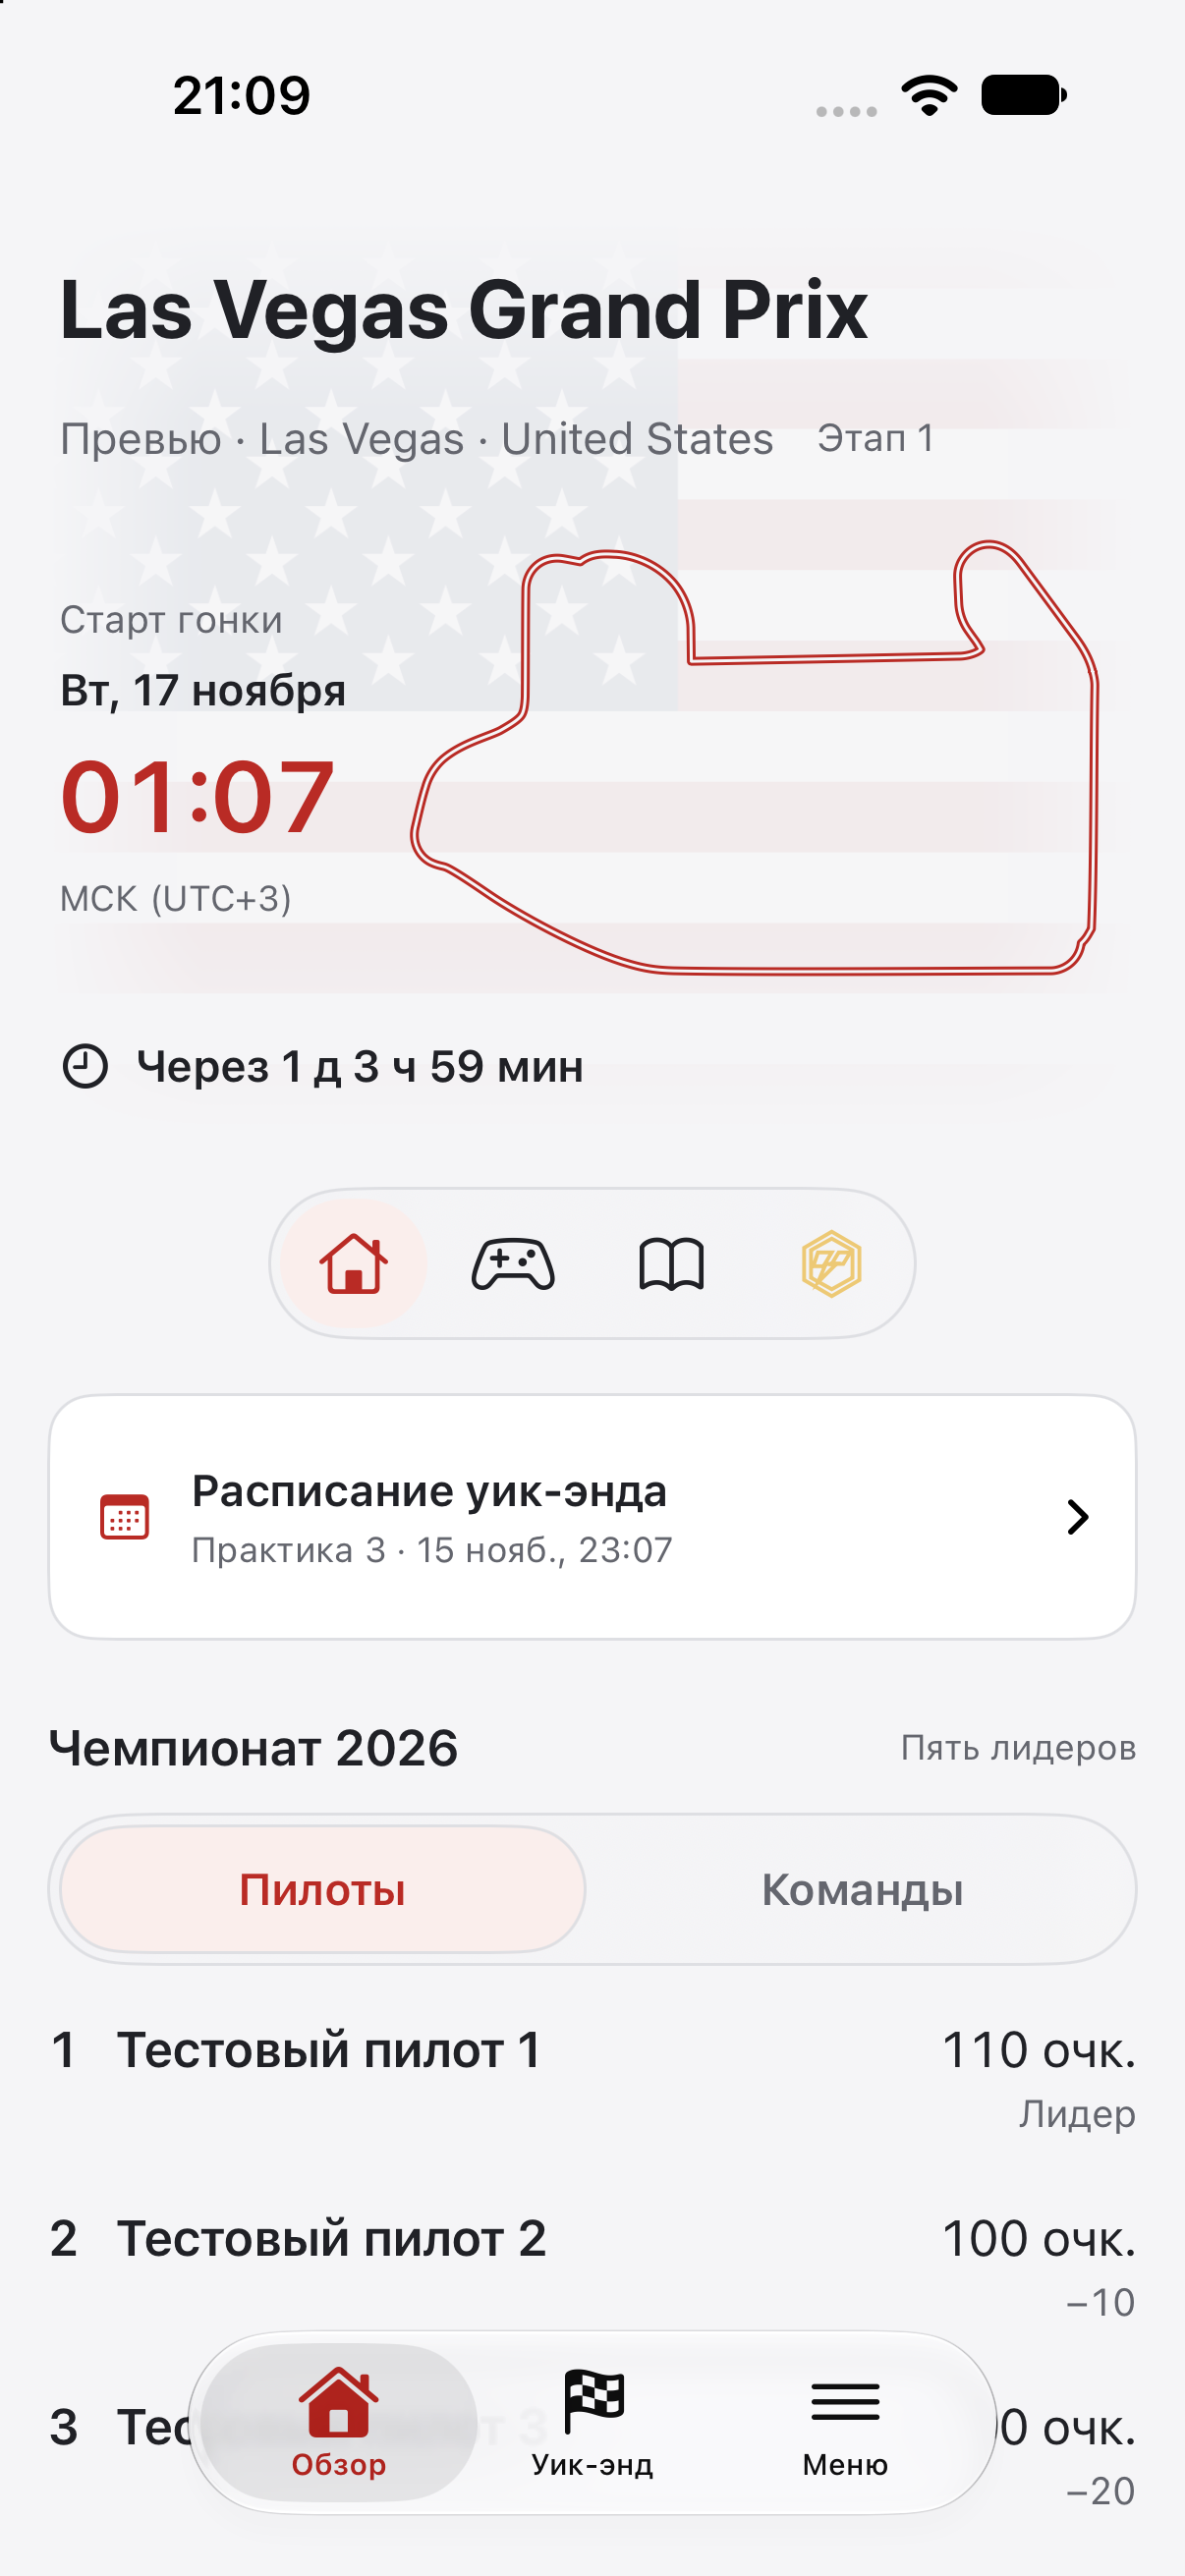 21:09
Las Vegas Grand Prix
Превью · Las Vegas · United States Этап 1
Старт гонки
Вт, 17 ноября
01:07
МСК (UTC+3)
Через 1 д 3 ч 59 мин
Расписание уик-энда
Практика 3 · 15 нояб., 23:07
Чемпионат 2026 Пять лидеров
Пилоты Команды
1 Тестовый пилот 1 110 очк.
Лидер
2 Тестовый пилот 2 100 очк.
−10
3 0 очк.
−20
Обзор Уик-энд Меню